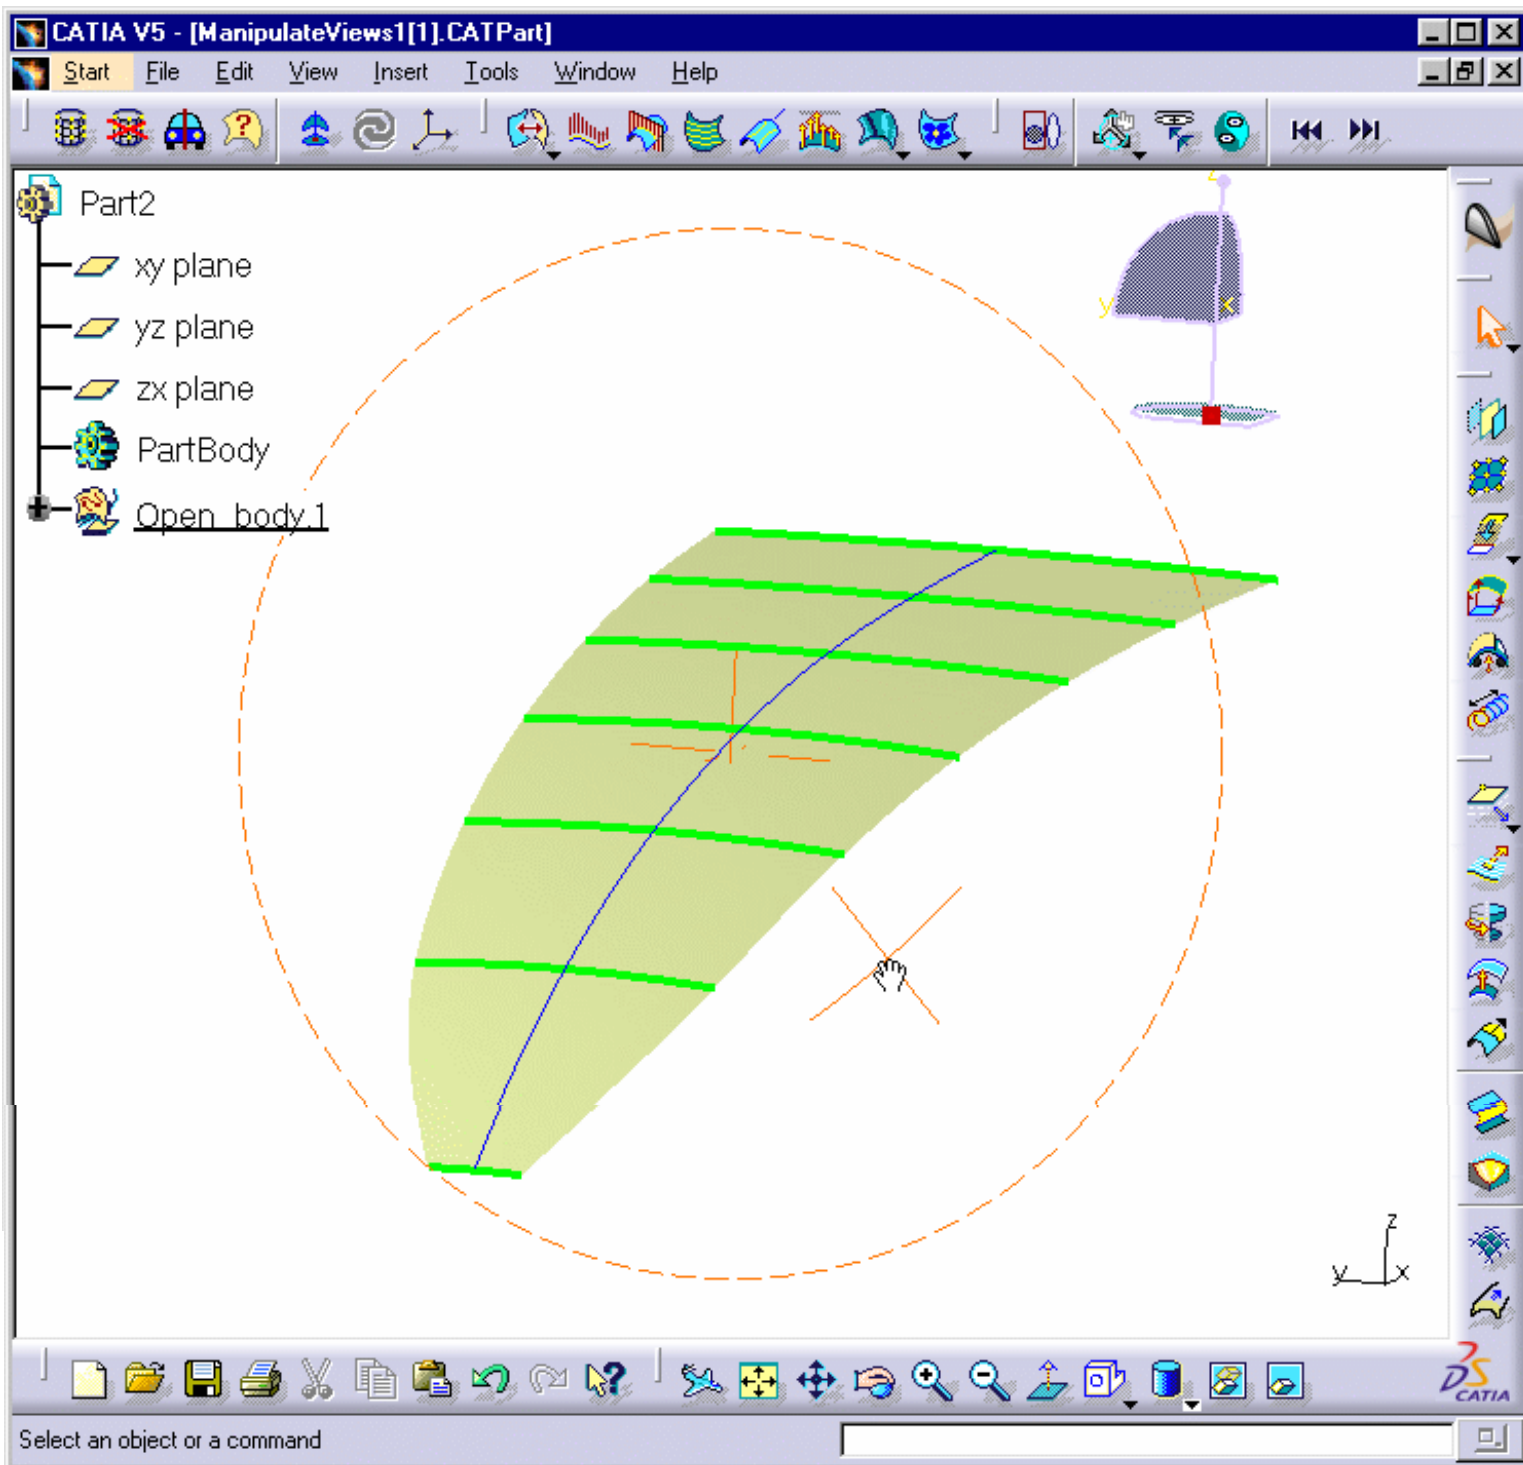 CATIA V5 - [ManipulateViews1[1].CATPart]
Start File Edit View Insert Tools Window Help
Part2
xy plane
yz plane
zx plane
PartBody
Open_body.1
z
y x
z
y x
CATIA
Select an object or a command